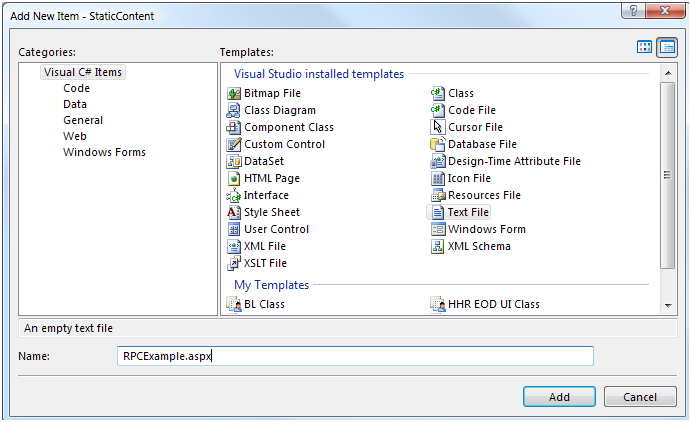 Add New Item - StaticContent
Categories:
Templates:
Visual C# Items
Code
Data
General
Web
Windows Forms
Visual Studio installed templates
Bitmap File
Class
Class Diagram
Code File
Component Class
Cursor File
Custom Control
Database File
DataSet
Design-Time Attribute File
HTML Page
Icon File
Interface
Resources File
Style Sheet
Text File
User Control
Windows Form
XML File
XML Schema
XSLT File
My Templates
BL Class
HHR EOD UI Class
An empty text file
Name:
RPCExample.aspx
Add
Cancel